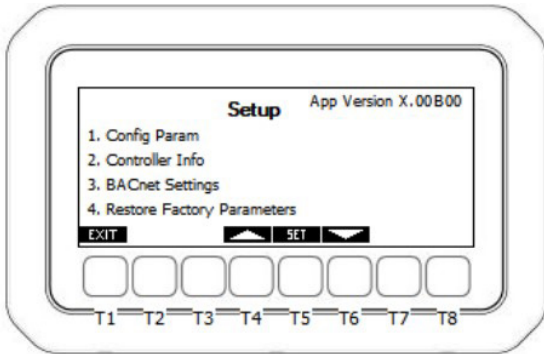 Setup
App Version X.00B00
1. Config Param
2. Controller Info
3. BACnet Settings
4. Restore Factory Parameters
EXIT SET
T1 T2 T3 T4 T5 T6 T7 T8